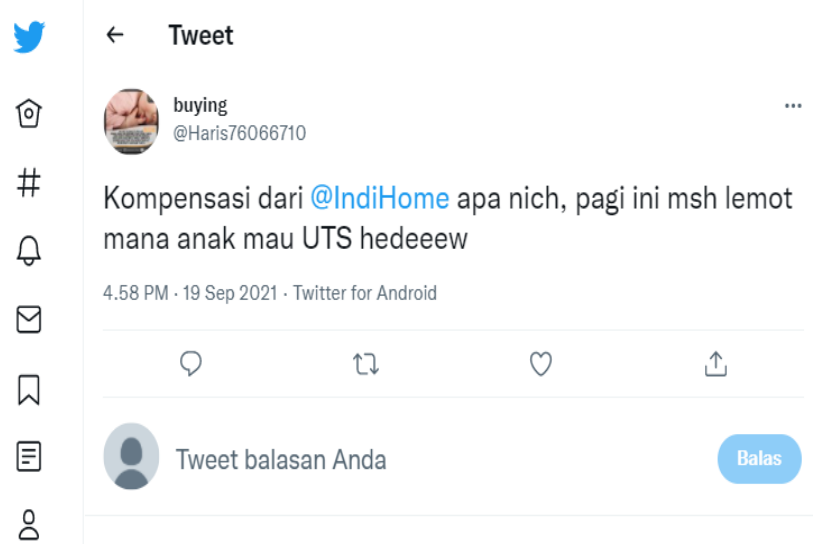 Tweet
buying
@Haris76066710
Kompensasi dari @IndiHome apa nich, pagi ini msh lemot
mana anak mau UTS hedeeew
4.58 PM · 19 Sep 2021 · Twitter for Android
Tweet balasan Anda
Balas